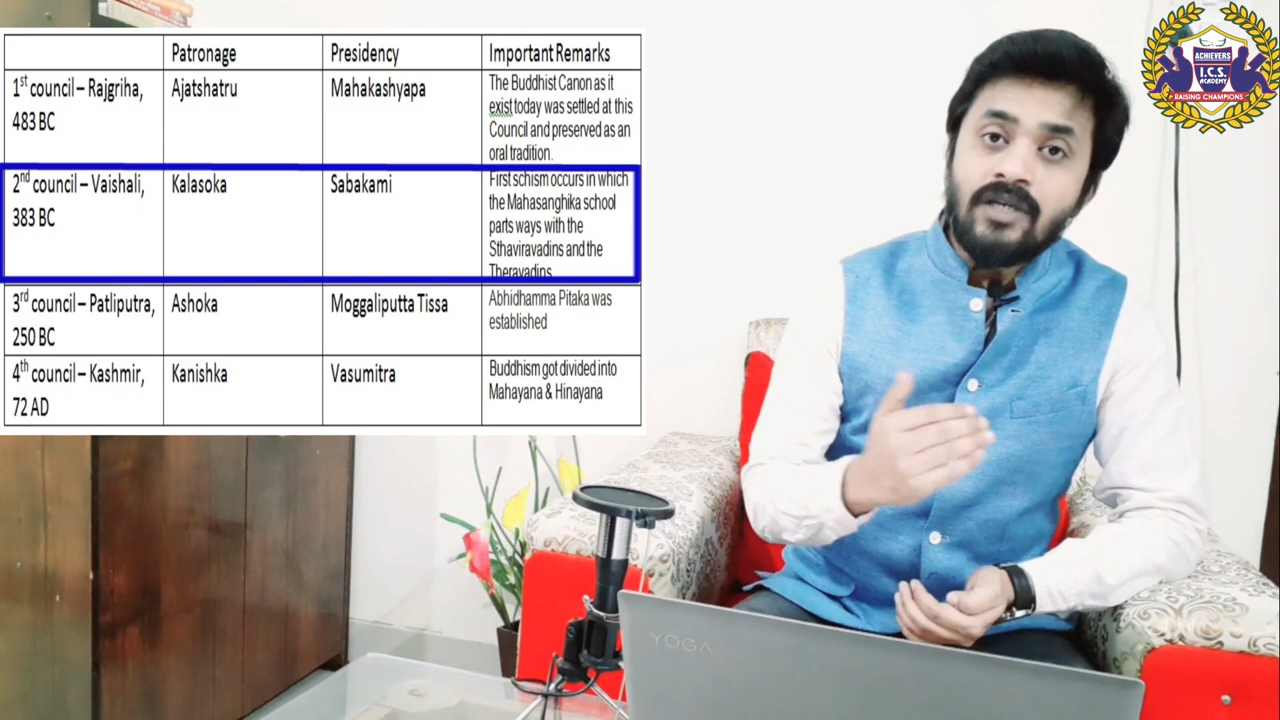 Patronage Presidency Important Remarks
1st council – Rajgriha,
483 BC
Ajatshatru
Mahakashyapa
The Buddhist Canon as it
exist today was settled at this
Council and preserved as an
oral tradition.
2nd council – Vaishali,
383 BC
Kalasoka
Sabakami
First schism occurs in which
the Mahasanghika school
parts ways with the
Sthaviravadins and the
Theravadins
3rd council – Patliputra,
250 BC
Ashoka
Moggaliputta Tissa
Abhidhamma Pitaka was
established
4th council – Kashmir,
72 AD
Kanishka
Vasumitra
Buddhism got divided into
Mahayana & Hinayana
ACHIEVERS
I.C.S.
ACADEMY
RAISING CHAMPIONS
YOGA